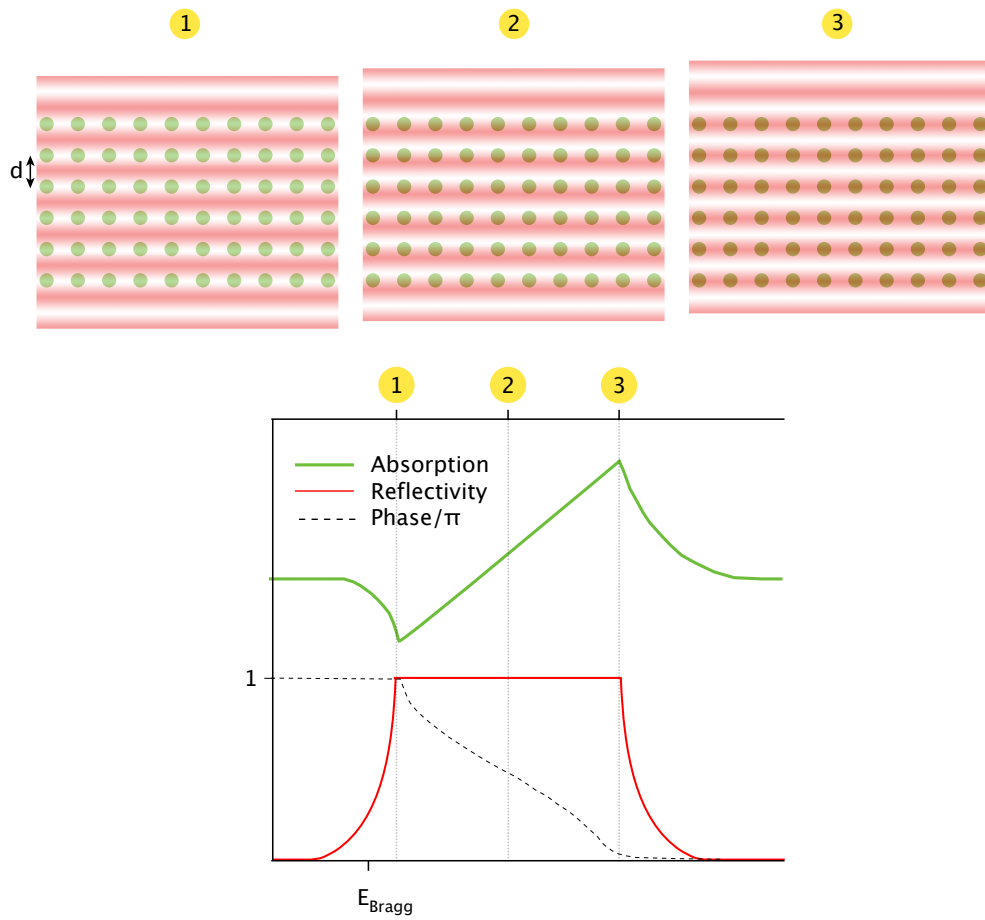 1 2 3
d
1 2 3
Absorption
Reflectivity
Phase/π
1
E_Bragg